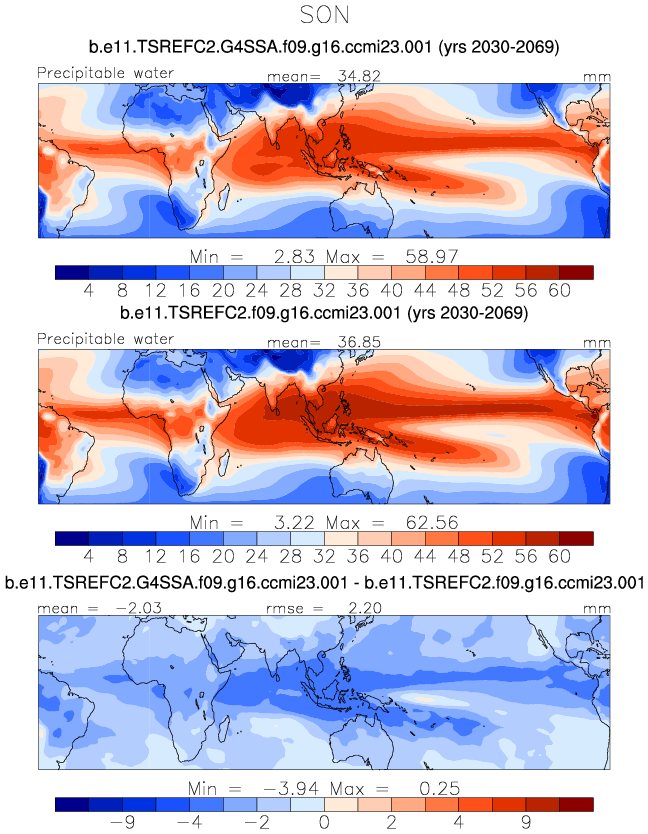 SON
b.e11.TSREFC2.G4SSA.f09.g16.ccmi23.001 (yrs 2030-2069)
Precipitable water mean= 34.82 mm
Min = 2.83 Max = 58.97
4 8 12 16 20 24 28 32 36 40 44 48 52 56 60
b.e11.TSREFC2.f09.g16.ccmi23.001 (yrs 2030-2069)
Precipitable water mean= 36.85 mm
Min = 3.22 Max = 62.56
4 8 12 16 20 24 28 32 36 40 44 48 52 56 60
b.e11.TSREFC2.G4SSA.f09.g16.ccmi23.001 - b.e11.TSREFC2.f09.g16.ccmi23.001
mean = −2.03 rmse = 2.20 mm
Min = −3.94 Max = 0.25
−9 −4 −2 0 2 4 9